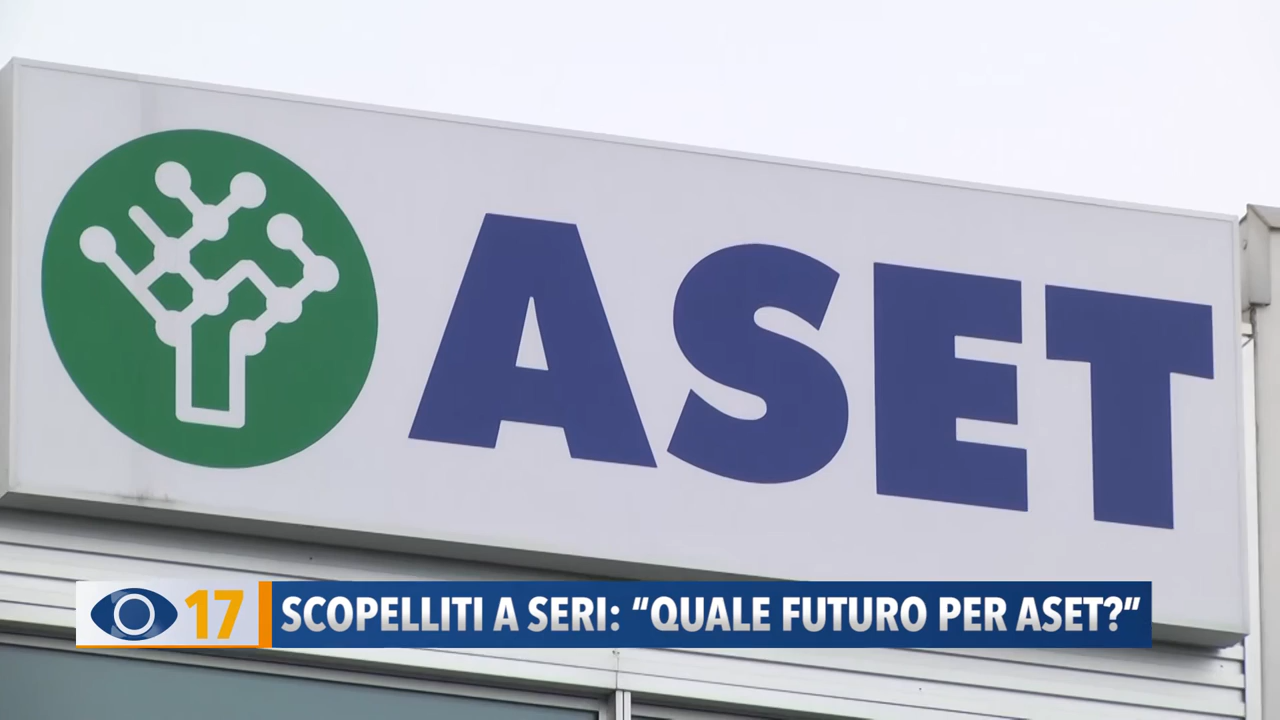 ASET
17
SCOPELLITI A SERI: “QUALE FUTURO PER ASET?”